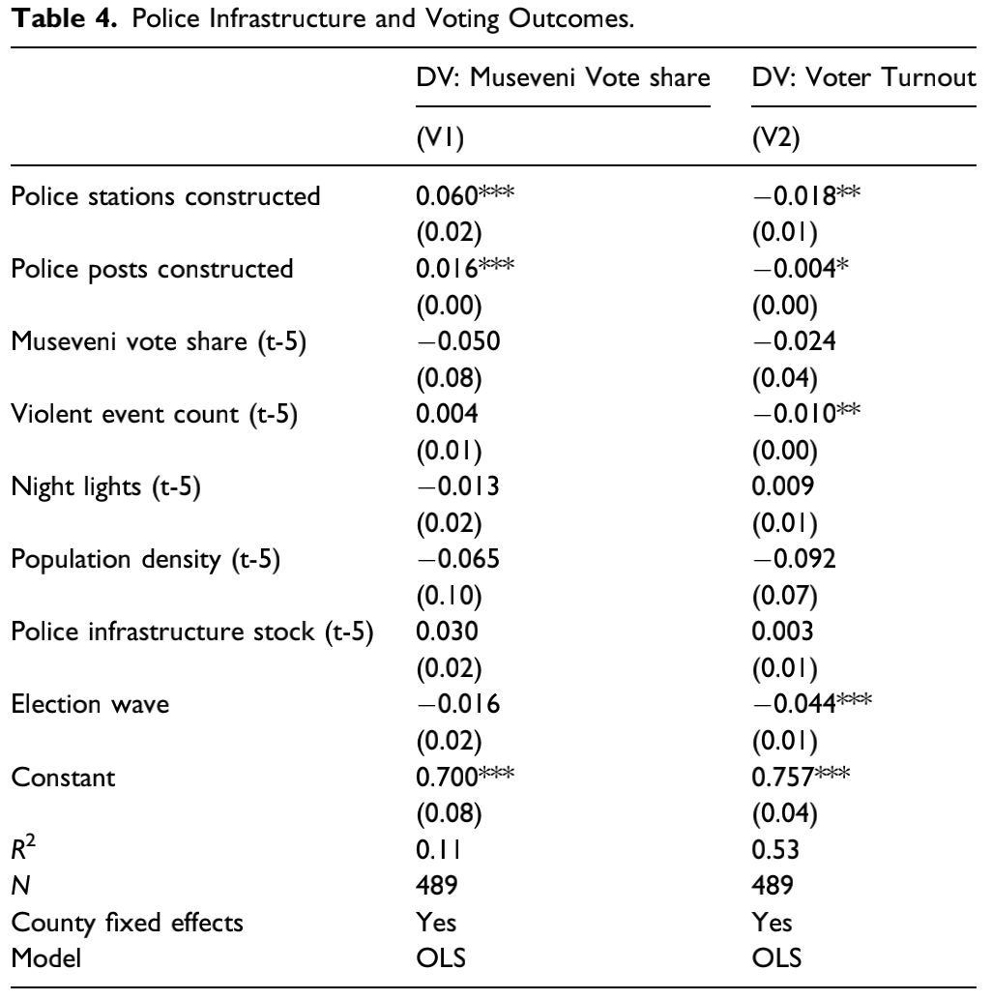 Table 4. Police Infrastructure and Voting Outcomes.
DV: Museveni Vote share DV: Voter Turnout
(V1) (V2)
Police stations constructed 0.060*** −0.018**
(0.02) (0.01)
Police posts constructed 0.016*** −0.004*
(0.00) (0.00)
Museveni vote share (t-5) −0.050 −0.024
(0.08) (0.04)
Violent event count (t-5) 0.004 −0.010**
(0.01) (0.00)
Night lights (t-5) −0.013 0.009
(0.02) (0.01)
Population density (t-5) −0.065 −0.092
(0.10) (0.07)
Police infrastructure stock (t-5) 0.030 0.003
(0.02) (0.01)
Election wave −0.016 −0.044***
(0.02) (0.01)
Constant 0.700*** 0.757***
(0.08) (0.04)
R² 0.11 0.53
N 489 489
County fixed effects Yes Yes
Model OLS OLS